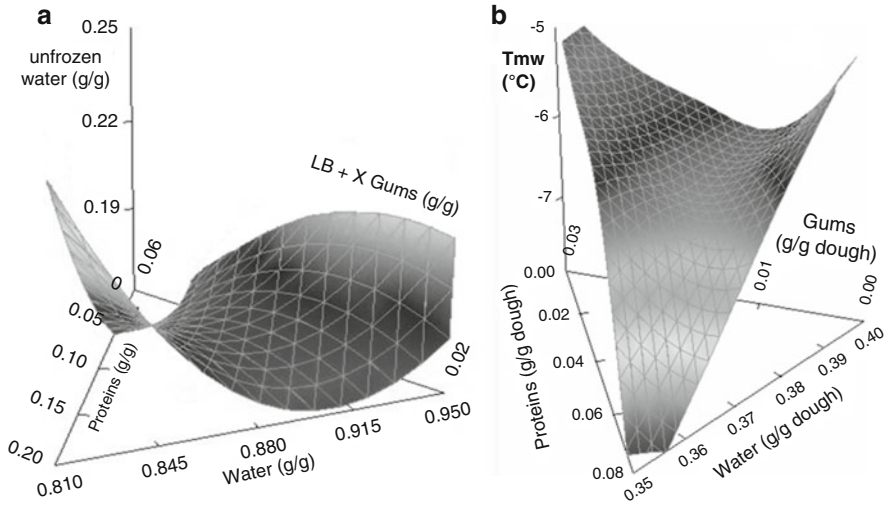 a
0.25
unfrozen
water (g/g)
0.22
0.19
LB + X Gums (g/g)
0.06
0
0.05
0.10
0.15
0.20
Proteins (g/g)
0.02
0.810
0.845
0.880
0.915
0.950
Water (g/g)
b
-5
Tmw
(°C)
-6
-7
Gums
(g/g dough)
0.03
0.01
0.00
0.00
0.02
0.04
0.06
0.08
Proteins (g/g dough)
0.35
0.36
0.37
0.38
0.39
0.40
Water (g/g dough)